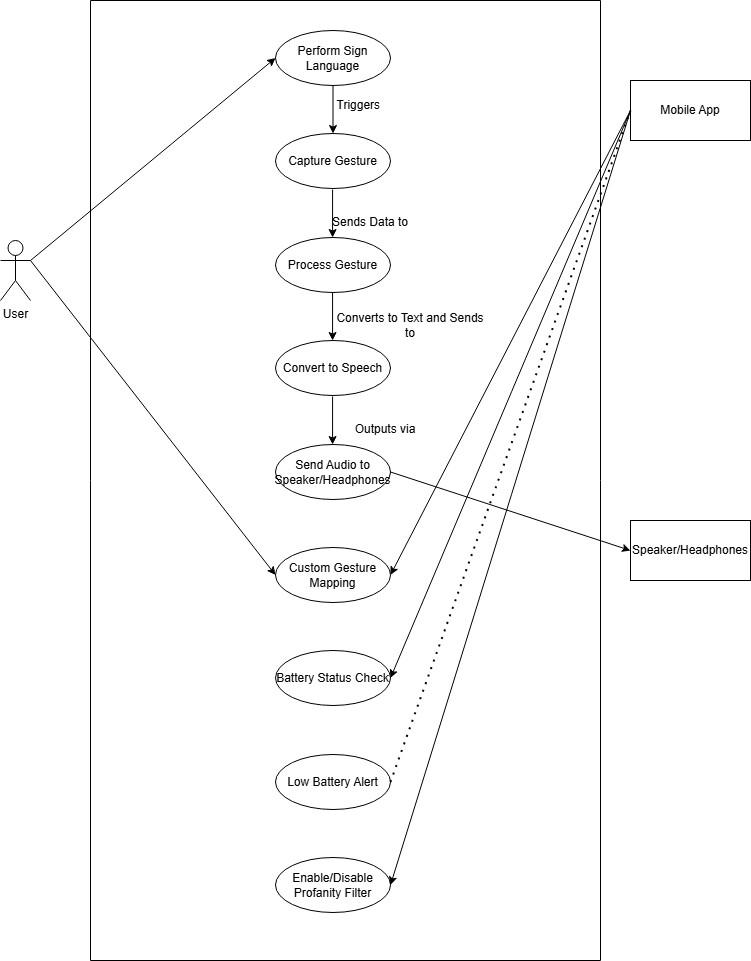 Perform Sign
Language
Triggers
Mobile App
Capture Gesture
Sends Data to
Process Gesture
User
Converts to Text and Sends
to
Convert to Speech
Outputs via
Send Audio to
Speaker/Headphones
Speaker/Headphones
Custom Gesture
Mapping
Battery Status Check
Low Battery Alert
Enable/Disable
Profanity Filter